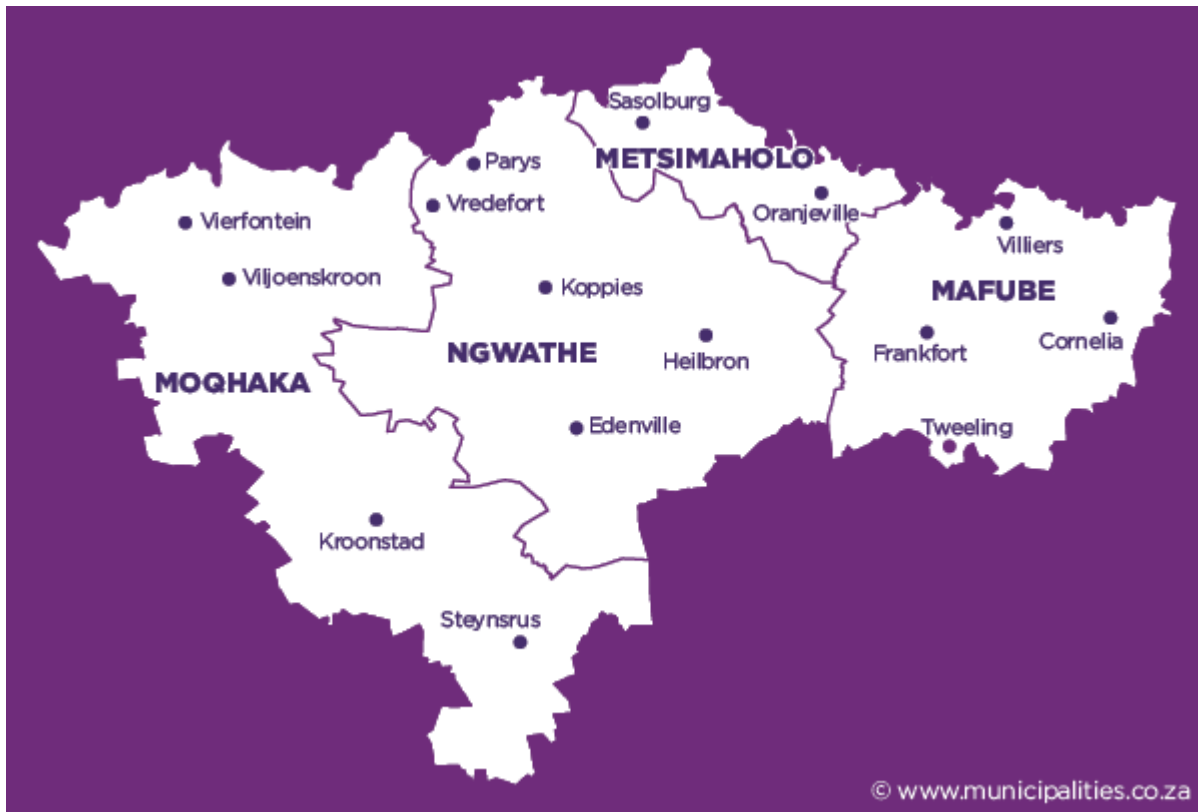 Sasolburg
METSIMAHOLO
Parys
Vredefort
Oranjeville
Vierfontein
Villiers
Viljoenskroon
Koppies
MAFUBE
NGWATHE
Heilbron
Frankfort
Cornelia
MOQHAKA
Edenville
Tweeling
Kroonstad
Steynsrus
© www.municipalities.co.za